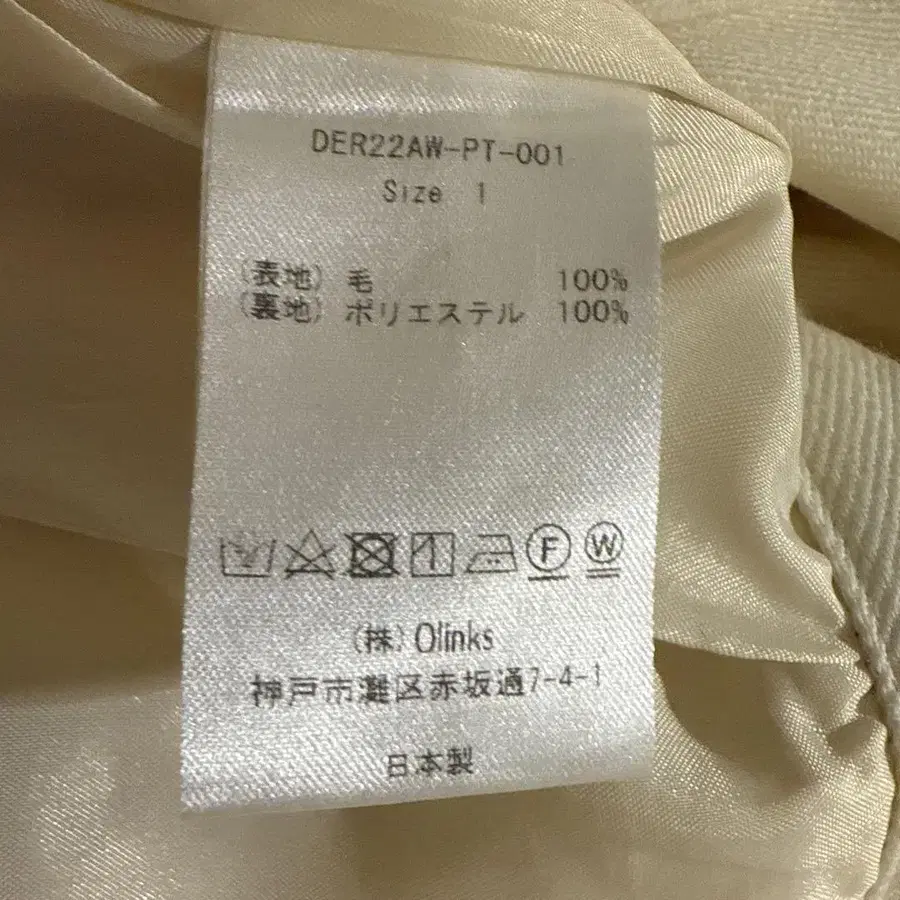 DER22AW-PT-001
Size 1
(表地) 毛 100%
(裏地) ポリエステル 100%
F W
(株) Olinks
神戸市灘区赤坂通7-4-1
日本製